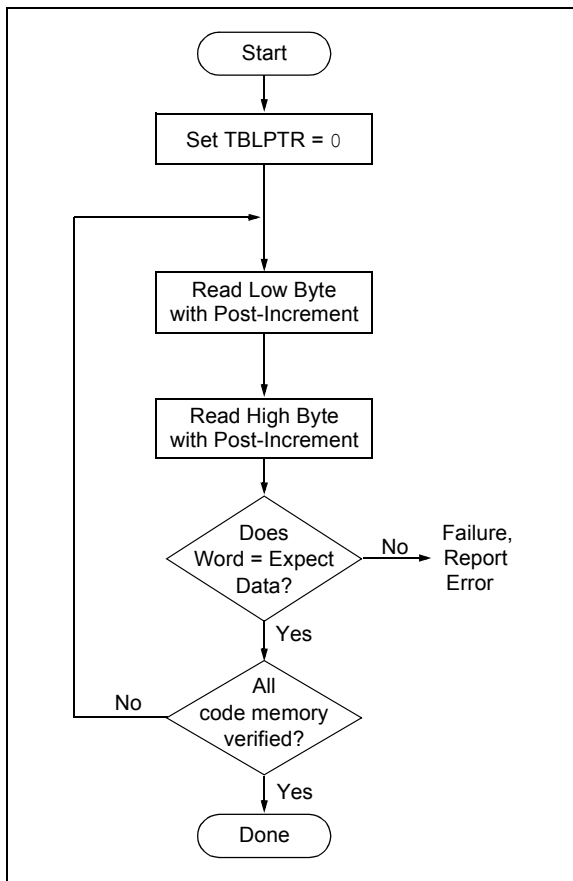 Start
Set TBLPTR = 0
Read Low Byte
with Post-Increment
Read High Byte
with Post-Increment
Does
Word = Expect
Data?
No
Failure,
Report
Error
Yes
All
code memory
verified?
No
Yes
Done